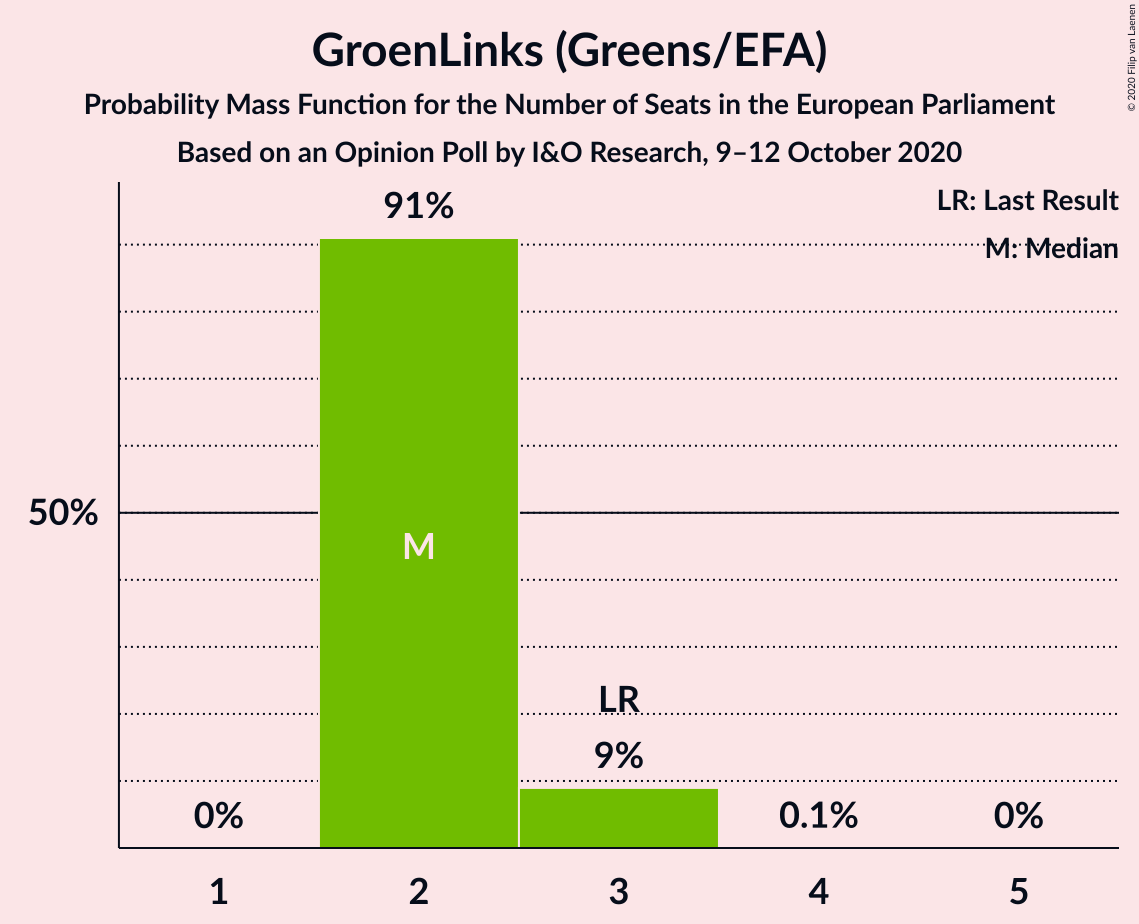 GroenLinks (Greens/EFA)
Probability Mass Function for the Number of Seats in the European Parliament
Based on an Opinion Poll by I&O Research, 9–12 October 2020
© 2020 Filip van Laenen
LR: Last Result
M: Median
91%
50%
M
LR
9%
0%
0.1%
0%
1
2
3
4
5